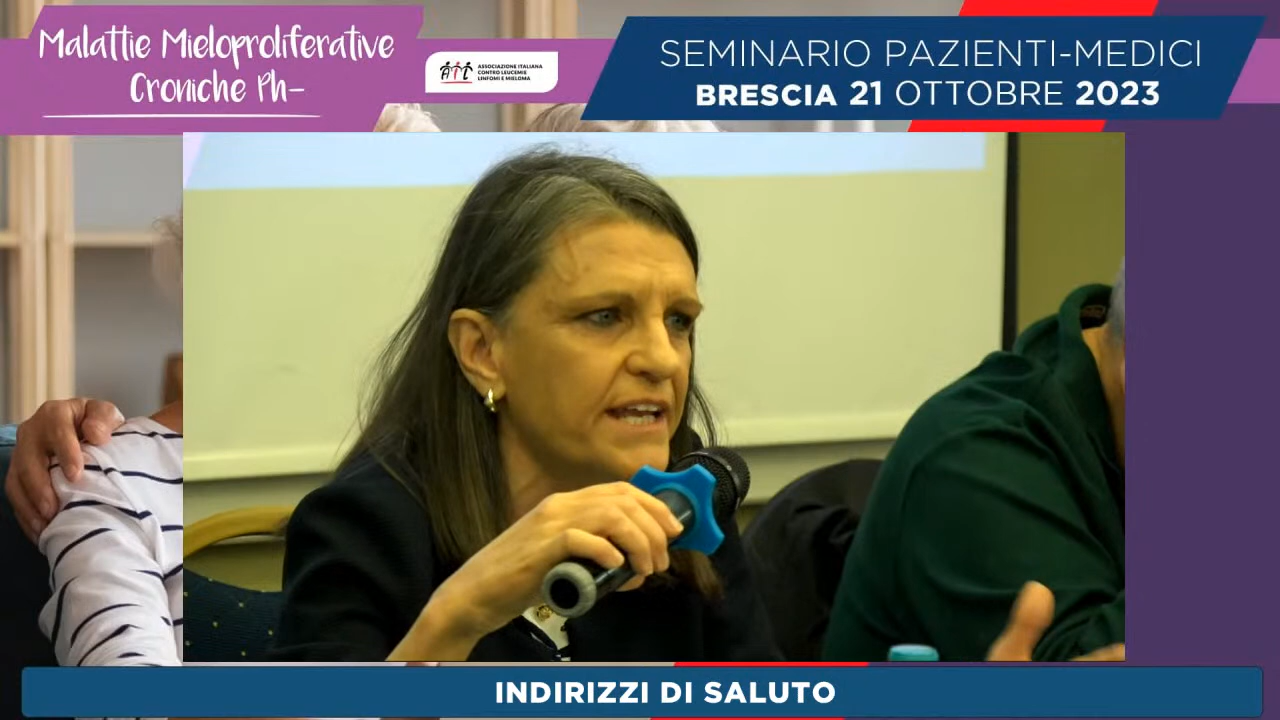 Malattie Mieloproliferative
Croniche Ph-
AIL
ASSOCIAZIONE ITALIANA
CONTRO LEUCEMIE
LINFOMI E MIELOMA
SEMINARIO PAZIENTI-MEDICI
BRESCIA 21 OTTOBRE 2023
INDIRIZZI DI SALUTO